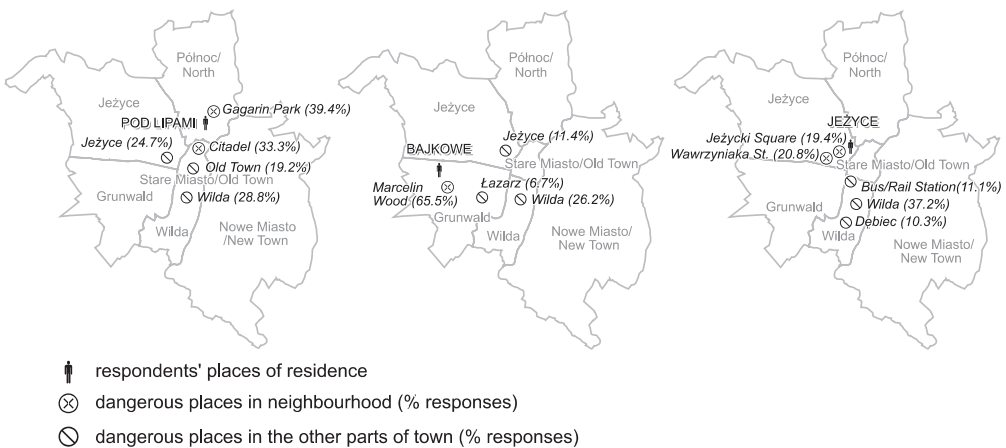 Północ/
North
Jeżyce
Gagarin Park (39.4%)
POD LIPAMI
Jeżyce (24.7%)
Citadel (33.3%)
Old Town (19.2%)
Stare Miasto/Old Town
Grunwald
Wilda (28.8%)
Wilda
Nowe Miasto
/New Town
Północ/
North
Jeżyce
Jeżyce (11.4%)
BAJKOWE
Stare Miasto/Old Town
Marcelin
Wood (65.5%)
Łazarz (6.7%)
Wilda (26.2%)
Grunwald
Wilda
Nowe Miasto/
New Town
Północ/
North
Jeżyce
JEŻYCE
Jeżycki Square (19.4%)
Wawrzyniaka St. (20.8%)
Stare Miasto/Old Town
Bus/Rail Station(11.1%)
Grunwald
Wilda (37.2%)
Dębiec (10.3%)
Wilda
Nowe Miasto/
New Town
respondents' places of residence
dangerous places in neighbourhood (% responses)
dangerous places in the other parts of town (% responses)